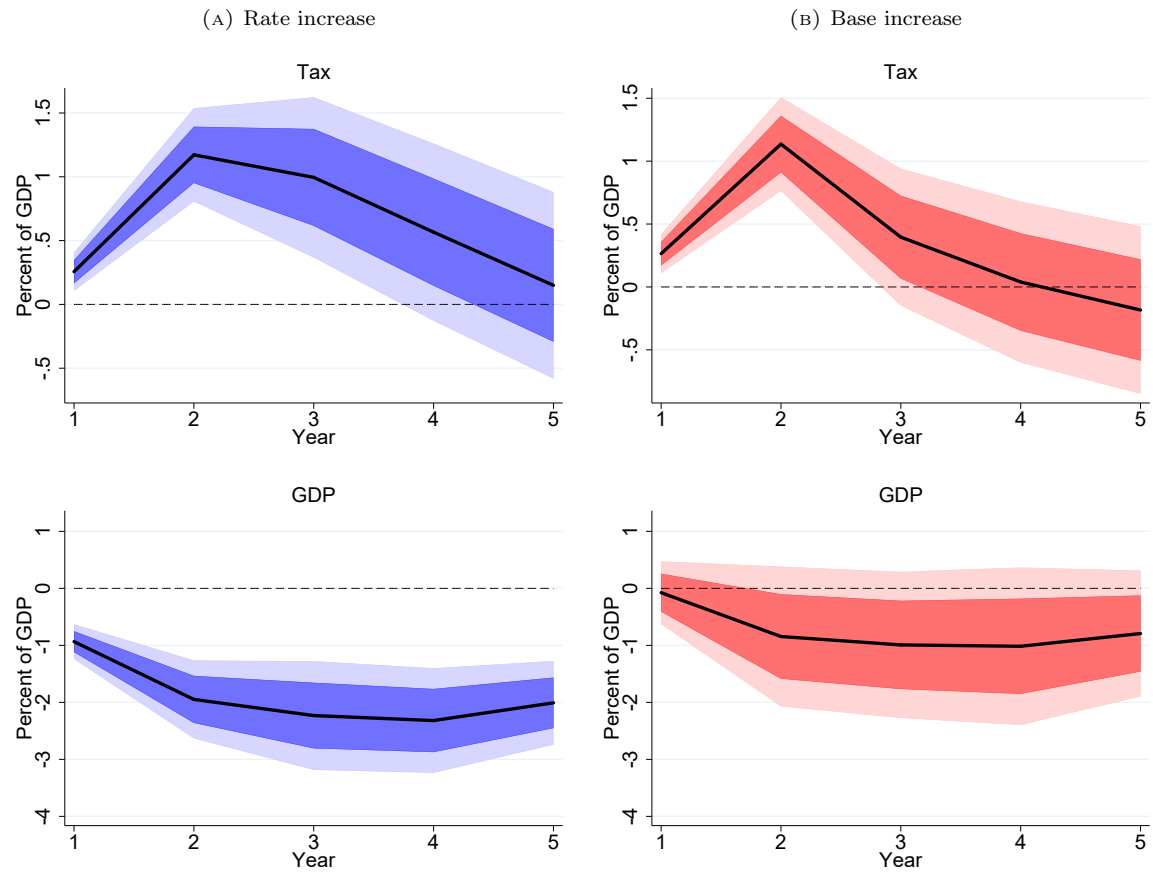 (A) Rate increase
Tax
Percent of GDP
1.5
1
.5
0
-.5
1 2 3 4 5
Year
GDP
Percent of GDP
1
0
-1
-2
-3
-4
1 2 3 4 5
Year
(B) Base increase
Tax
Percent of GDP
1.5
1
.5
0
-.5
1 2 3 4 5
Year
GDP
Percent of GDP
1
0
-1
-2
-3
-4
1 2 3 4 5
Year